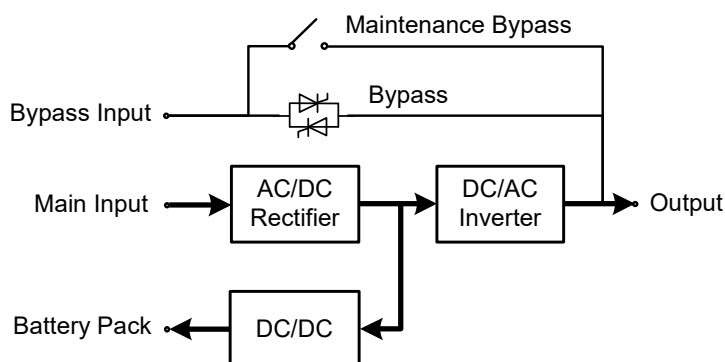 Maintenance Bypass
Bypass
Bypass Input
AC/DC
Rectifier
DC/AC
Inverter
Main Input
Output
Battery Pack
DC/DC